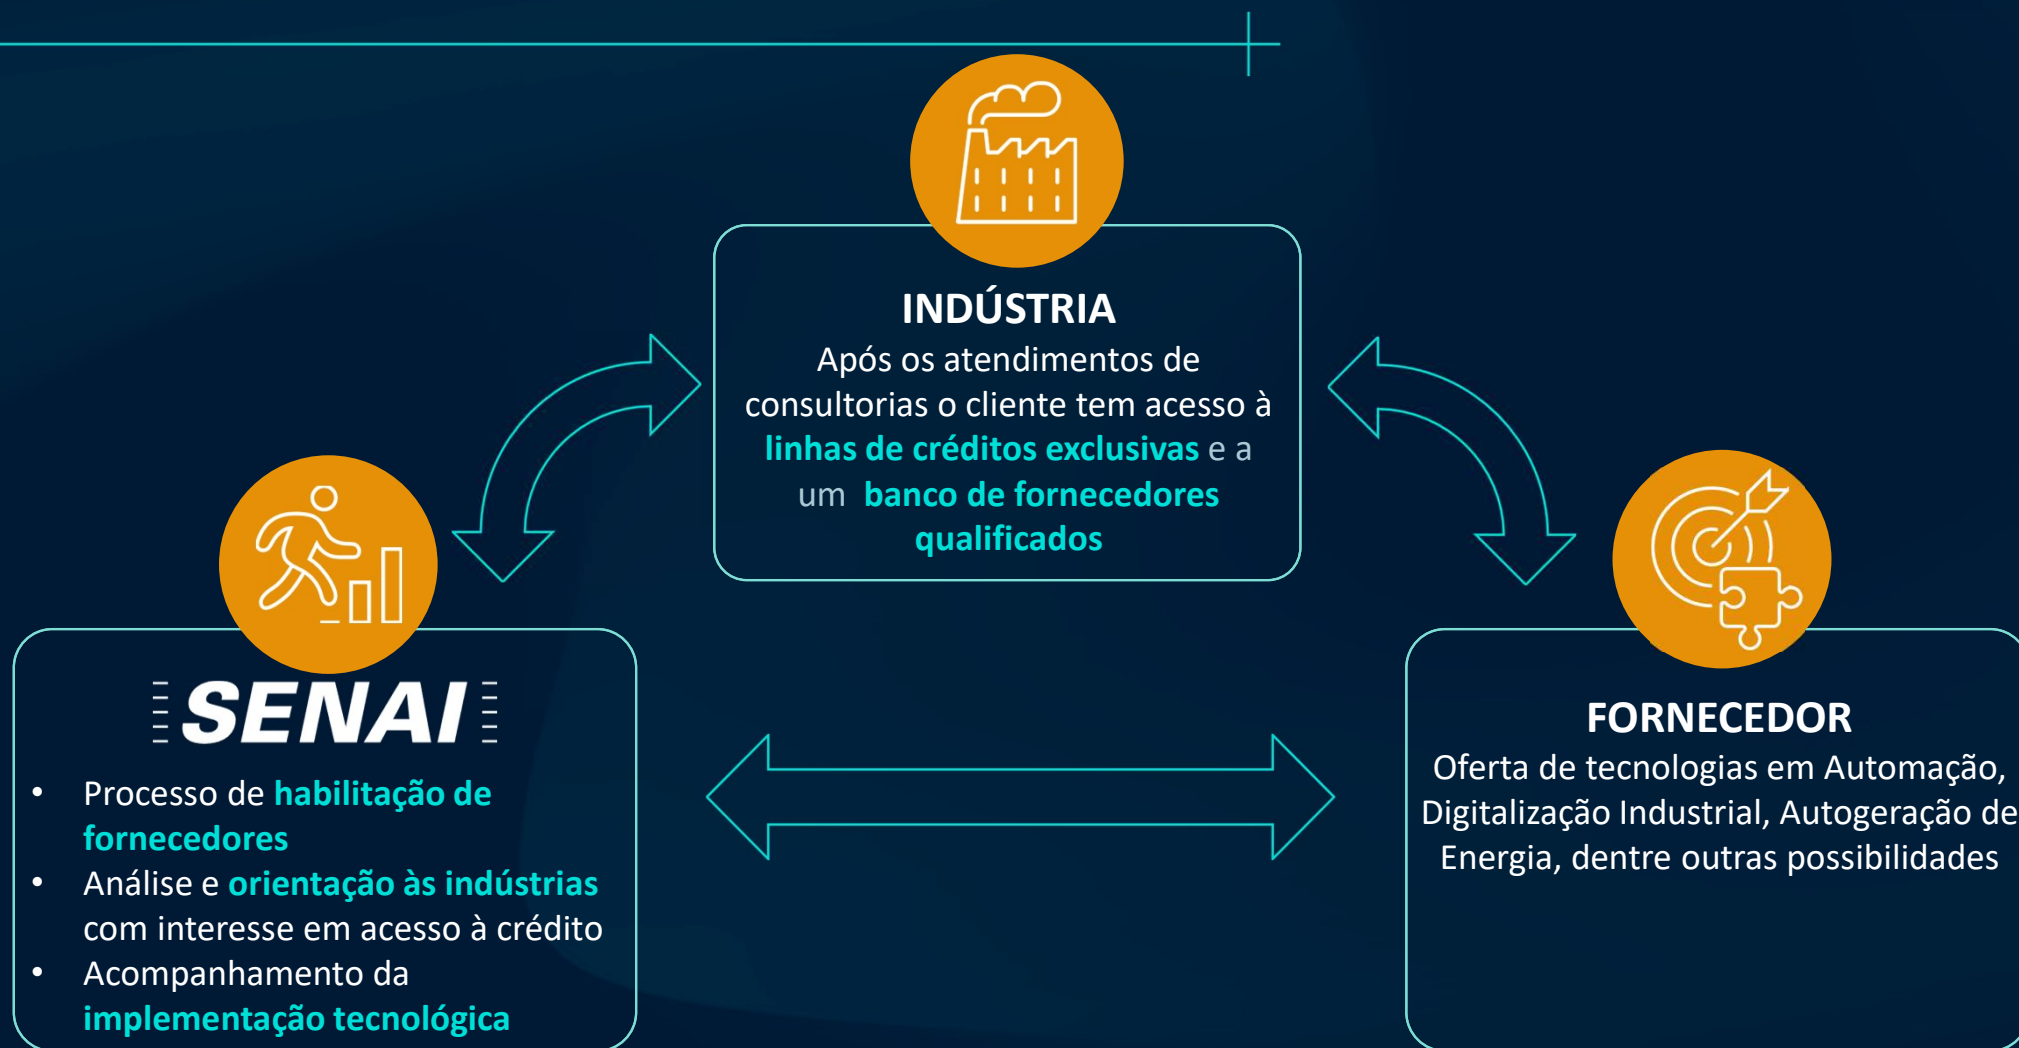 INDÚSTRIA
Após os atendimentos de
consultorias o cliente tem acesso à
linhas de créditos exclusivas e a
um banco de fornecedores
qualificados
SENAI
• Processo de habilitação de
fornecedores
• Análise e orientação às indústrias
com interesse em acesso à crédito
• Acompanhamento da
implementação tecnológica
FORNECEDOR
Oferta de tecnologias em Automação,
Digitalização Industrial, Autogeração de
Energia, dentre outras possibilidades